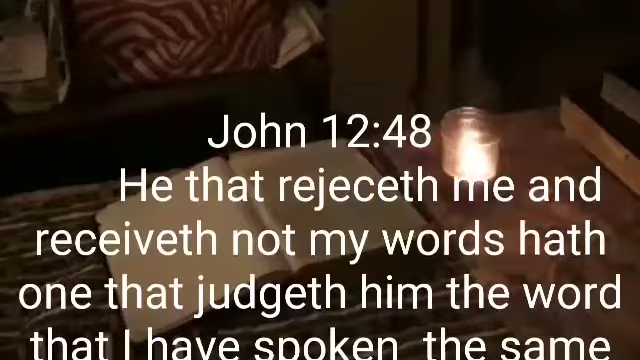 John 12:48
He that rejeceth me and
receiveth not my words hath
one that judgeth him the word
that I have spoken the same